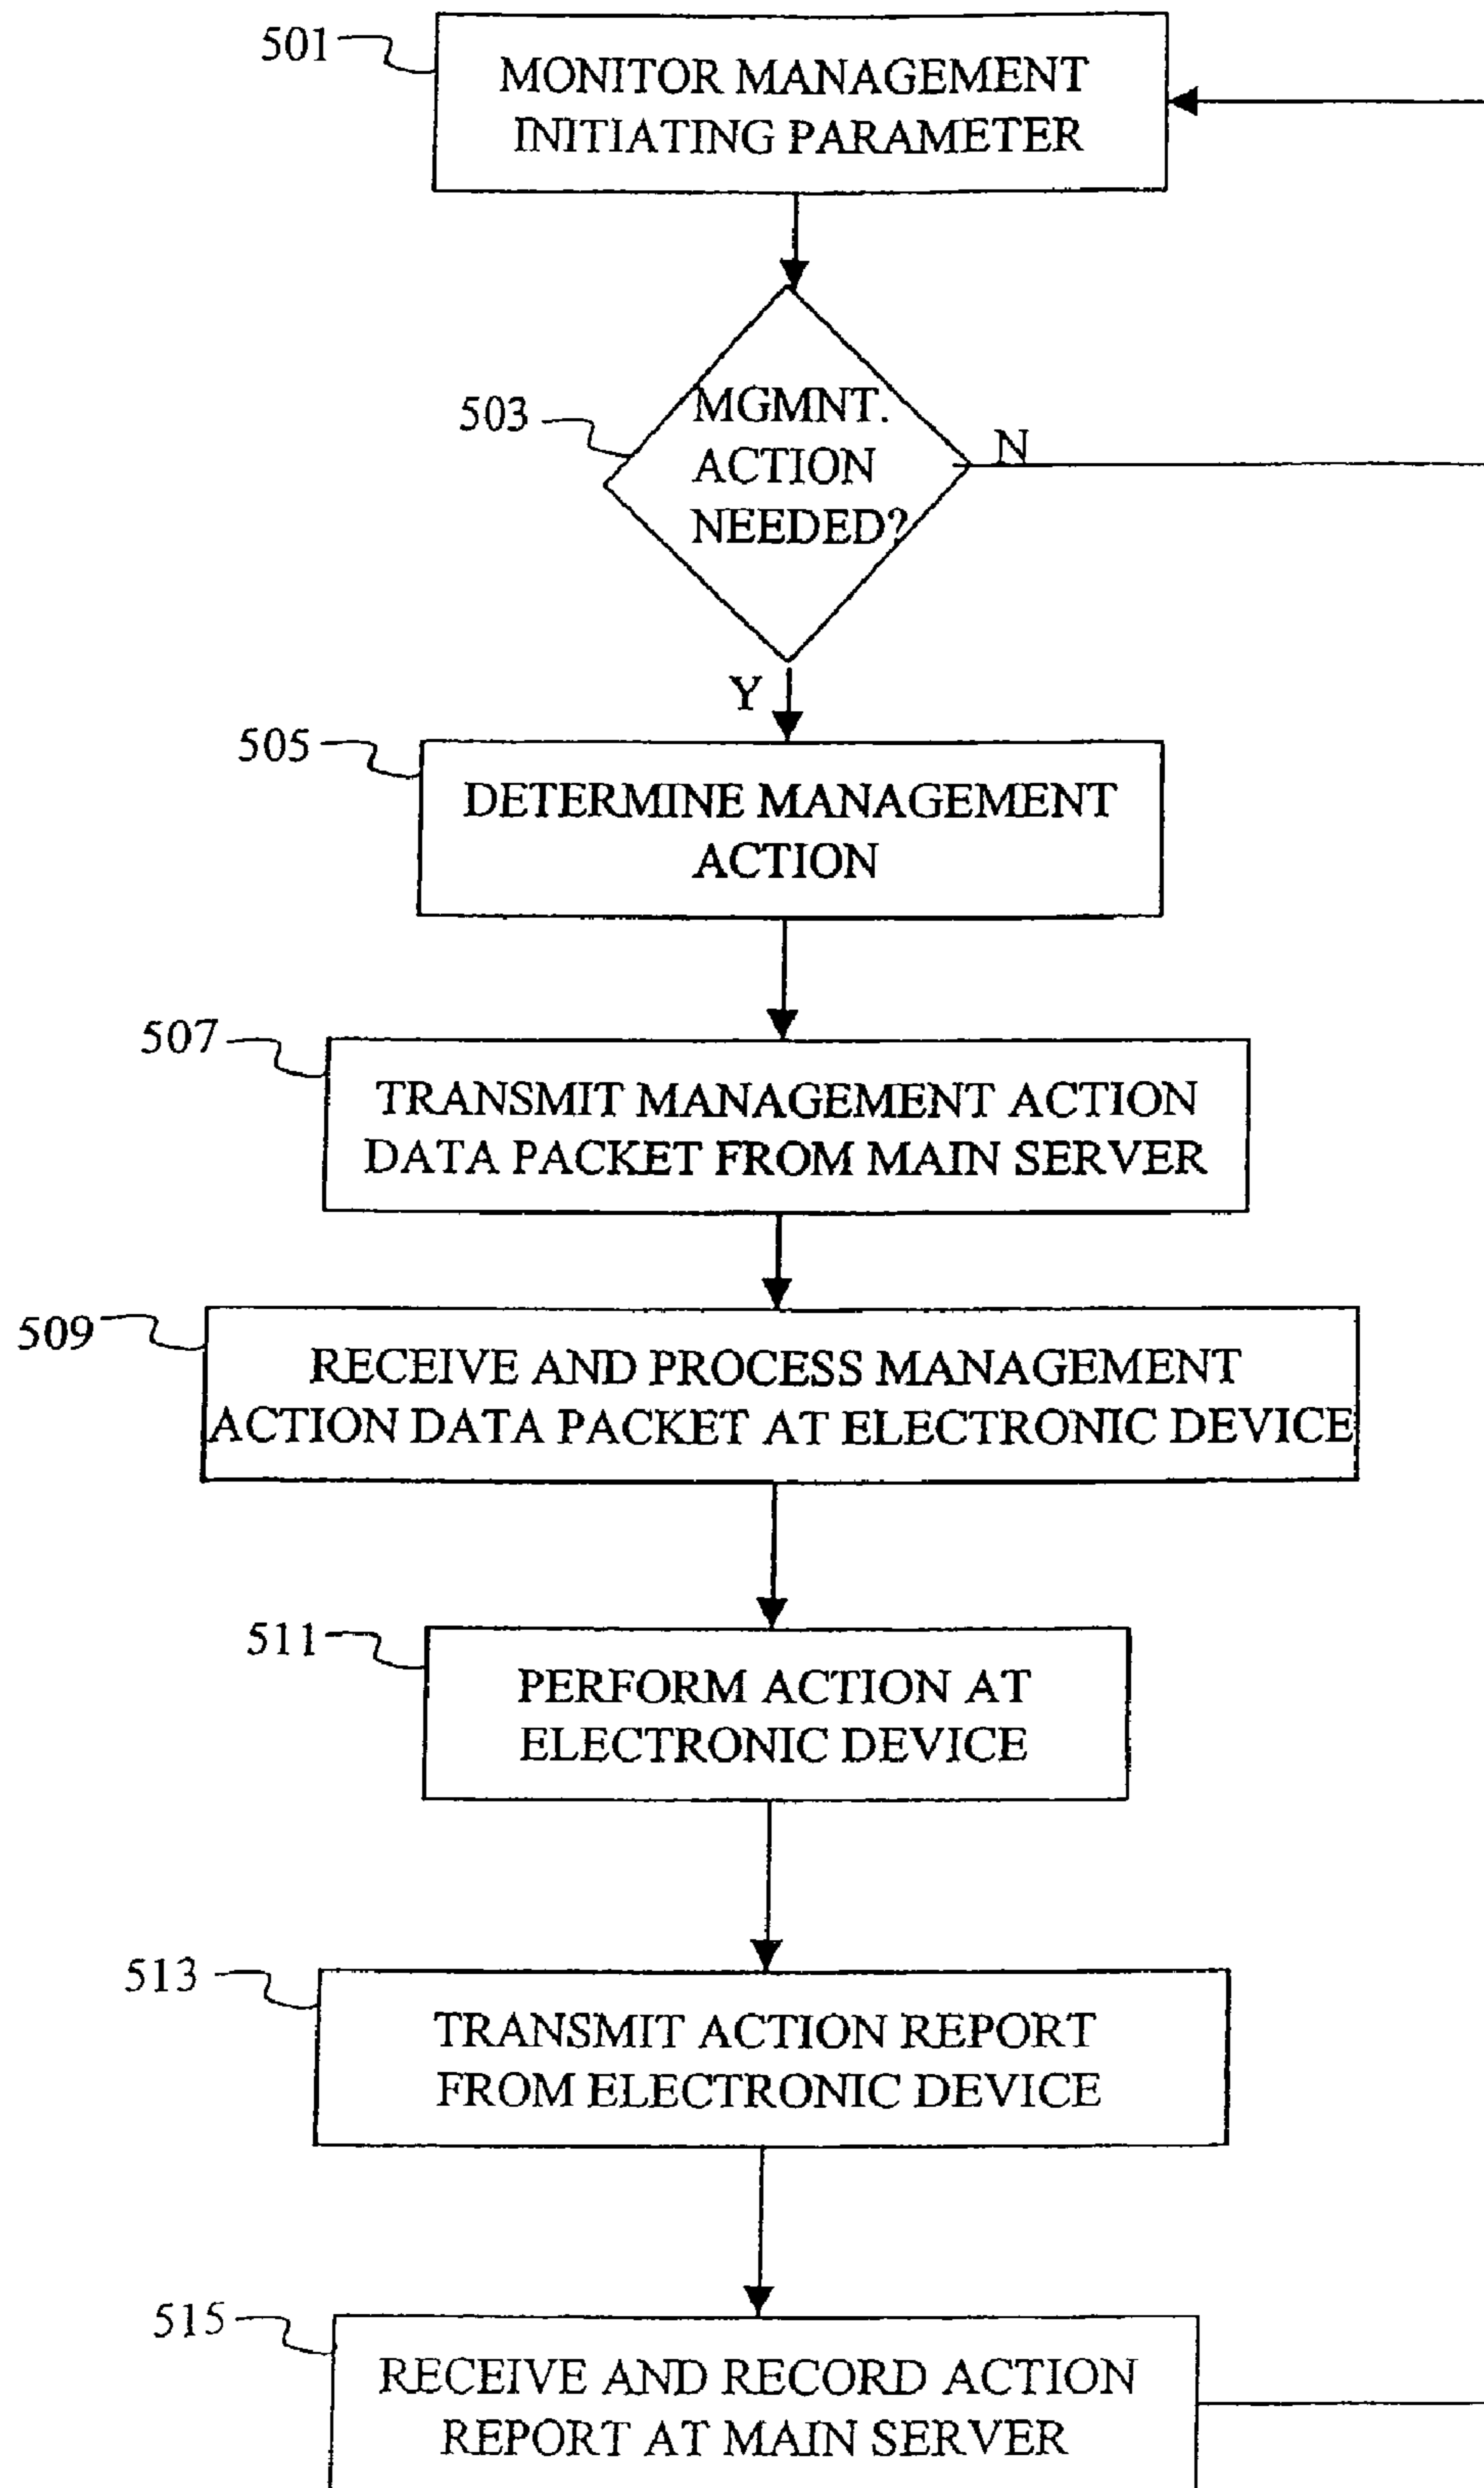 501
MONITOR MANAGEMENT
INITIATING PARAMETER
503
MGMNT.
ACTION
NEEDED?
N
Y
505
DETERMINE MANAGEMENT
ACTION
507
TRANSMIT MANAGEMENT ACTION
DATA PACKET FROM MAIN SERVER
509
RECEIVE AND PROCESS MANAGEMENT
ACTION DATA PACKET AT ELECTRONIC DEVICE
511
PERFORM ACTION AT
ELECTRONIC DEVICE
513
TRANSMIT ACTION REPORT
FROM ELECTRONIC DEVICE
515
RECEIVE AND RECORD ACTION
REPORT AT MAIN SERVER